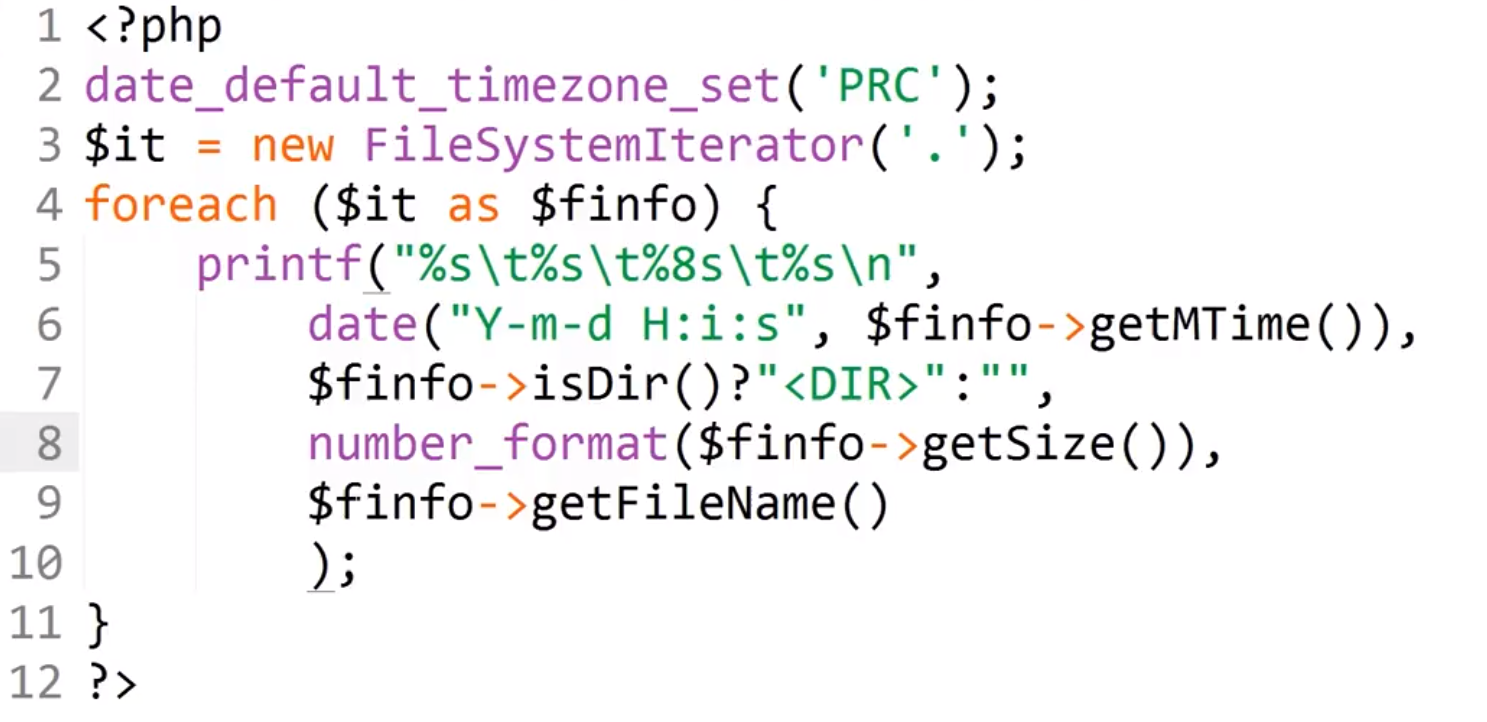 1 <?php
2 date_default_timezone_set('PRC');
3 $it = new FileSystemIterator('.');
4 foreach ($it as $finfo) {
5     printf("%s\t%s\t%8s\t%s\n",
6         date("Y-m-d H:i:s", $finfo->getMTime()),
7         $finfo->isDir()?"<DIR>":"",
8         number_format($finfo->getSize()),
9         $finfo->getFileName()
10         );
11 }
12 ?>